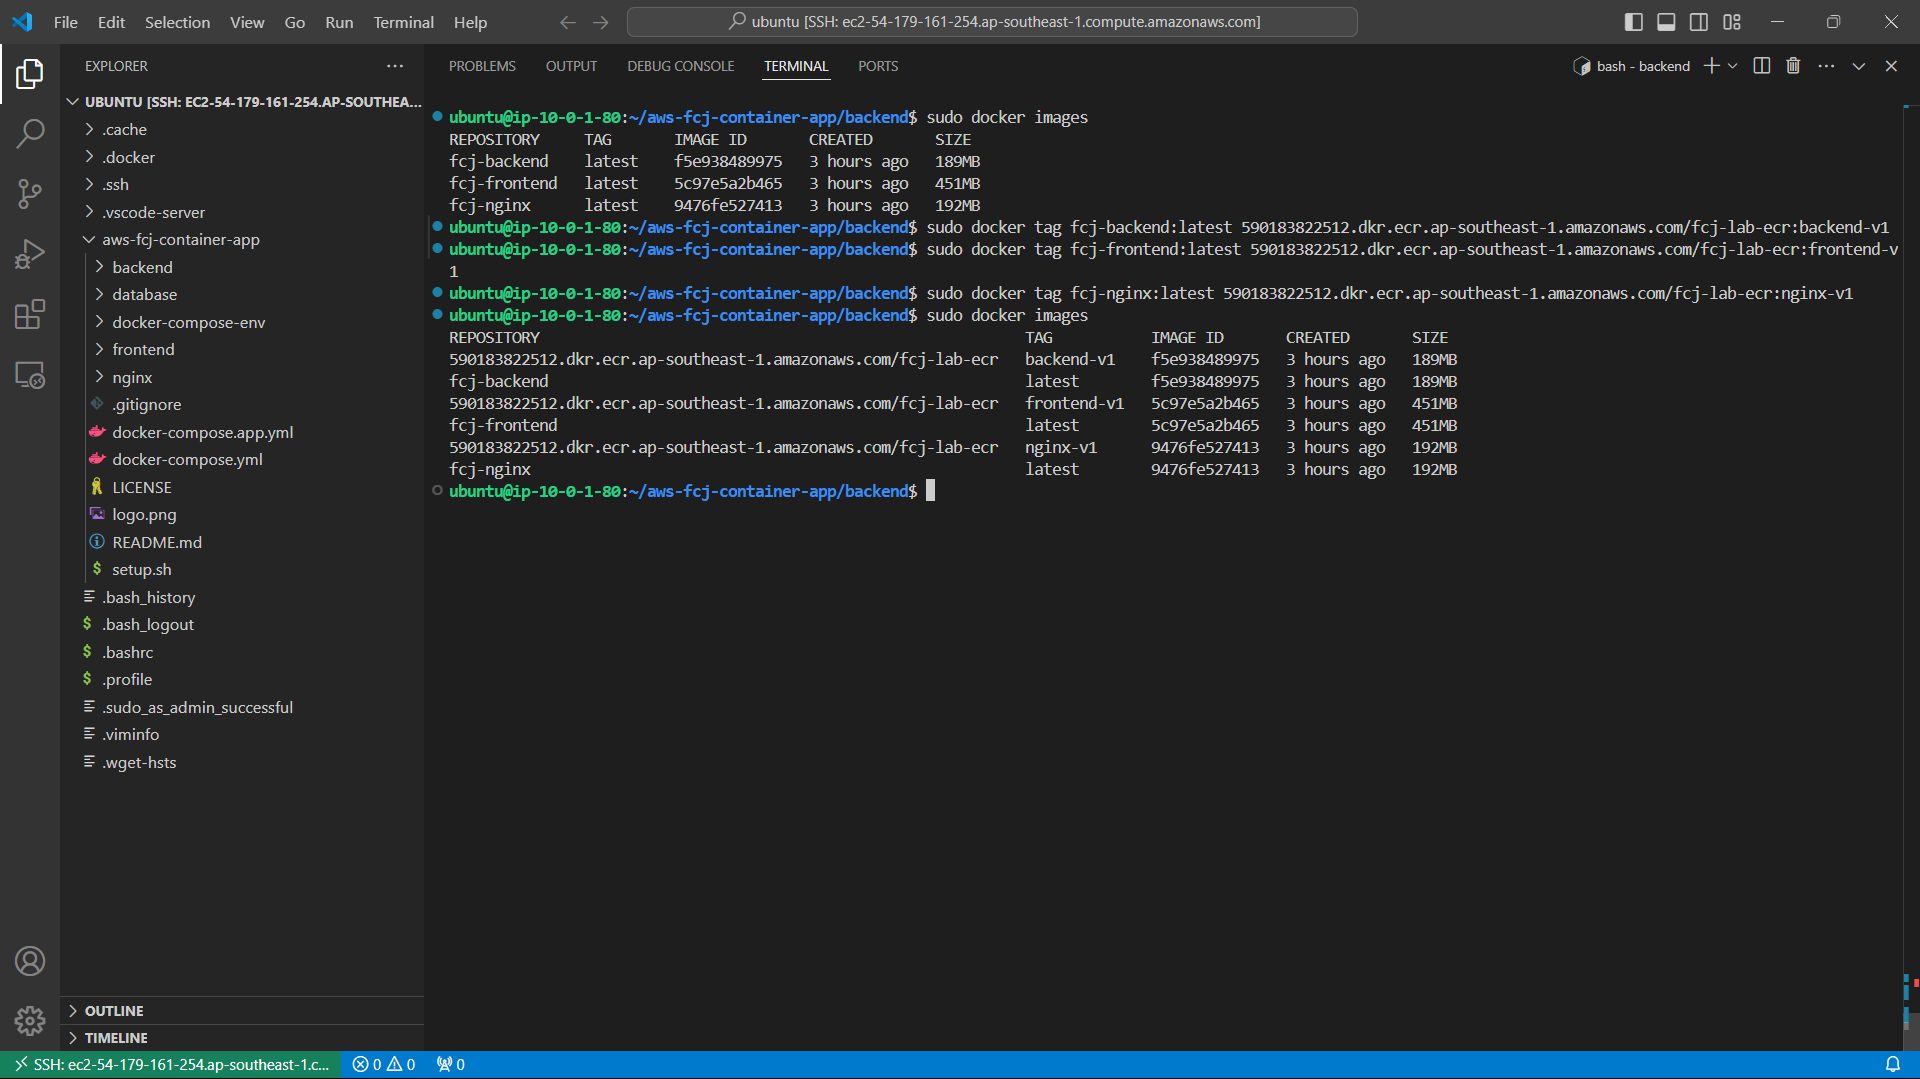 File Edit Selection View Go Run Terminal Help
ubuntu [SSH: ec2-54-179-161-254.ap-southeast-1.compute.amazonaws.com]
EXPLORER
UBUNTU [SSH: EC2-54-179-161-254.AP-SOUTHEA...
.cache
.docker
.ssh
.vscode-server
aws-fcj-container-app
backend
database
docker-compose-env
frontend
nginx
.gitignore
docker-compose.app.yml
docker-compose.yml
LICENSE
logo.png
README.md
setup.sh
.bash_history
.bash_logout
.bashrc
.profile
.sudo_as_admin_successful
.viminfo
.wget-hsts
OUTLINE
TIMELINE
PROBLEMS OUTPUT DEBUG CONSOLE TERMINAL PORTS
bash - backend
ubuntu@ip-10-0-1-80:~/aws-fcj-container-app/backend$ sudo docker images
REPOSITORY TAG IMAGE ID CREATED SIZE
fcj-backend latest f5e938489975 3 hours ago 189MB
fcj-frontend latest 5c97e5a2b465 3 hours ago 451MB
fcj-nginx latest 9476fe527413 3 hours ago 192MB
ubuntu@ip-10-0-1-80:~/aws-fcj-container-app/backend$ sudo docker tag fcj-backend:latest 590183822512.dkr.ecr.ap-southeast-1.amazonaws.com/fcj-lab-ecr:backend-v1
ubuntu@ip-10-0-1-80:~/aws-fcj-container-app/backend$ sudo docker tag fcj-frontend:latest 590183822512.dkr.ecr.ap-southeast-1.amazonaws.com/fcj-lab-ecr:frontend-v
1
ubuntu@ip-10-0-1-80:~/aws-fcj-container-app/backend$ sudo docker tag fcj-nginx:latest 590183822512.dkr.ecr.ap-southeast-1.amazonaws.com/fcj-lab-ecr:nginx-v1
ubuntu@ip-10-0-1-80:~/aws-fcj-container-app/backend$ sudo docker images
REPOSITORY TAG IMAGE ID CREATED SIZE
590183822512.dkr.ecr.ap-southeast-1.amazonaws.com/fcj-lab-ecr backend-v1 f5e938489975 3 hours ago 189MB
fcj-backend latest f5e938489975 3 hours ago 189MB
590183822512.dkr.ecr.ap-southeast-1.amazonaws.com/fcj-lab-ecr frontend-v1 5c97e5a2b465 3 hours ago 451MB
fcj-frontend latest 5c97e5a2b465 3 hours ago 451MB
590183822512.dkr.ecr.ap-southeast-1.amazonaws.com/fcj-lab-ecr nginx-v1 9476fe527413 3 hours ago 192MB
fcj-nginx latest 9476fe527413 3 hours ago 192MB
ubuntu@ip-10-0-1-80:~/aws-fcj-container-app/backend$
SSH: ec2-54-179-161-254.ap-southeast-1.c... 0 0 0